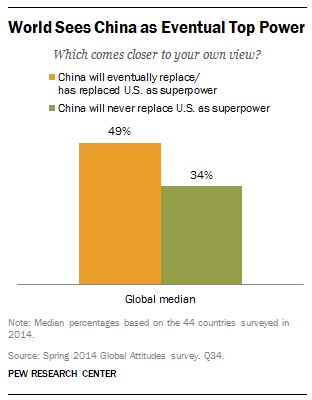 World Sees China as Eventual Top Power
Which comes closer to your own view?
China will eventually replace/
has replaced U.S. as superpower
China will never replace U.S. as superpower
49%
34%
Global median
Note: Median percentages based on the 44 countries surveyed in
2014.
Source: Spring 2014 Global Attitudes survey. Q34.
PEW RESEARCH CENTER